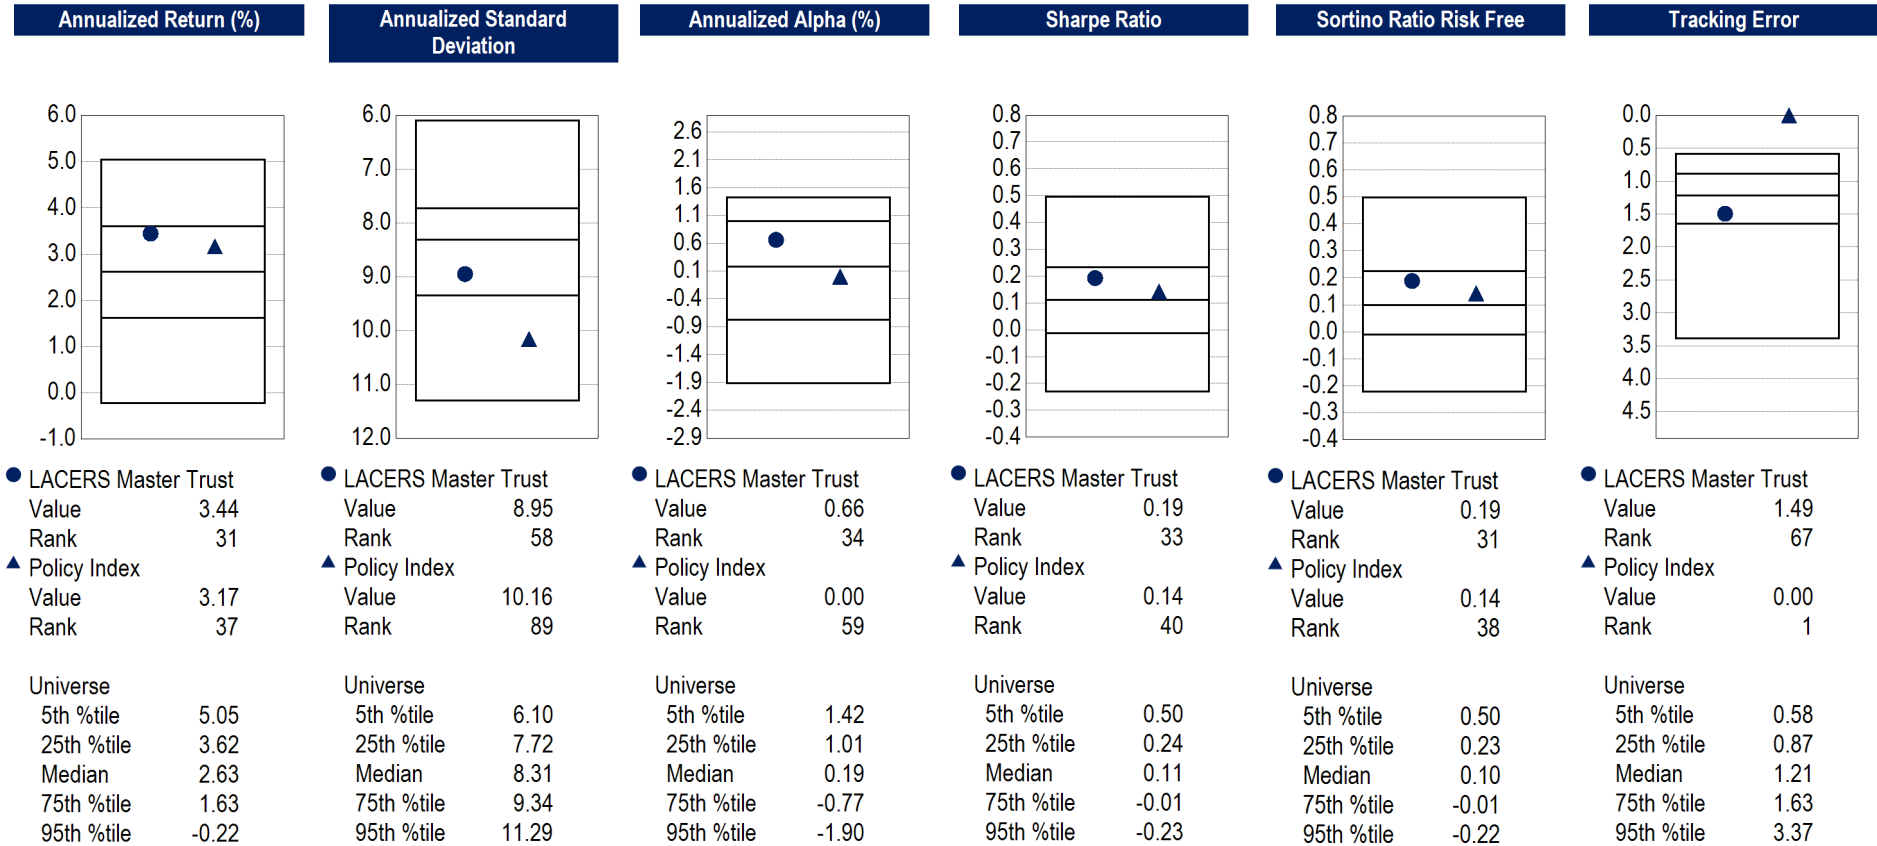 Annualized Return (%)
6.0
5.0
4.0
3.0
2.0
1.0
0.0
-1.0
LACERS Master Trust
Value 3.44
Rank 31
Policy Index
Value 3.17
Rank 37
Universe
5th %tile 5.05
25th %tile 3.62
Median 2.63
75th %tile 1.63
95th %tile -0.22
Annualized Standard
Deviation
6.0
7.0
8.0
9.0
10.0
11.0
12.0
LACERS Master Trust
Value 8.95
Rank 58
Policy Index
Value 10.16
Rank 89
Universe
5th %tile 6.10
25th %tile 7.72
Median 8.31
75th %tile 9.34
95th %tile 11.29
Annualized Alpha (%)
2.6
2.1
1.6
1.1
0.6
0.1
-0.4
-0.9
-1.4
-1.9
-2.4
-2.9
LACERS Master Trust
Value 0.66
Rank 34
Policy Index
Value 0.00
Rank 59
Universe
5th %tile 1.42
25th %tile 1.01
Median 0.19
75th %tile -0.77
95th %tile -1.90
Sharpe Ratio
0.8
0.7
0.6
0.5
0.4
0.3
0.2
0.1
0.0
-0.1
-0.2
-0.3
-0.4
LACERS Master Trust
Value 0.19
Rank 33
Policy Index
Value 0.14
Rank 40
Universe
5th %tile 0.50
25th %tile 0.24
Median 0.11
75th %tile -0.01
95th %tile -0.23
Sortino Ratio Risk Free
0.8
0.7
0.6
0.5
0.4
0.3
0.2
0.1
0.0
-0.1
-0.2
-0.3
-0.4
LACERS Master Trust
Value 0.19
Rank 31
Policy Index
Value 0.14
Rank 38
Universe
5th %tile 0.50
25th %tile 0.23
Median 0.10
75th %tile -0.01
95th %tile -0.22
Tracking Error
0.0
0.5
1.0
1.5
2.0
2.5
3.0
3.5
4.0
4.5
LACERS Master Trust
Value 1.49
Rank 67
Policy Index
Value 0.00
Rank 1
Universe
5th %tile 0.58
25th %tile 0.87
Median 1.21
75th %tile 1.63
95th %tile 3.37